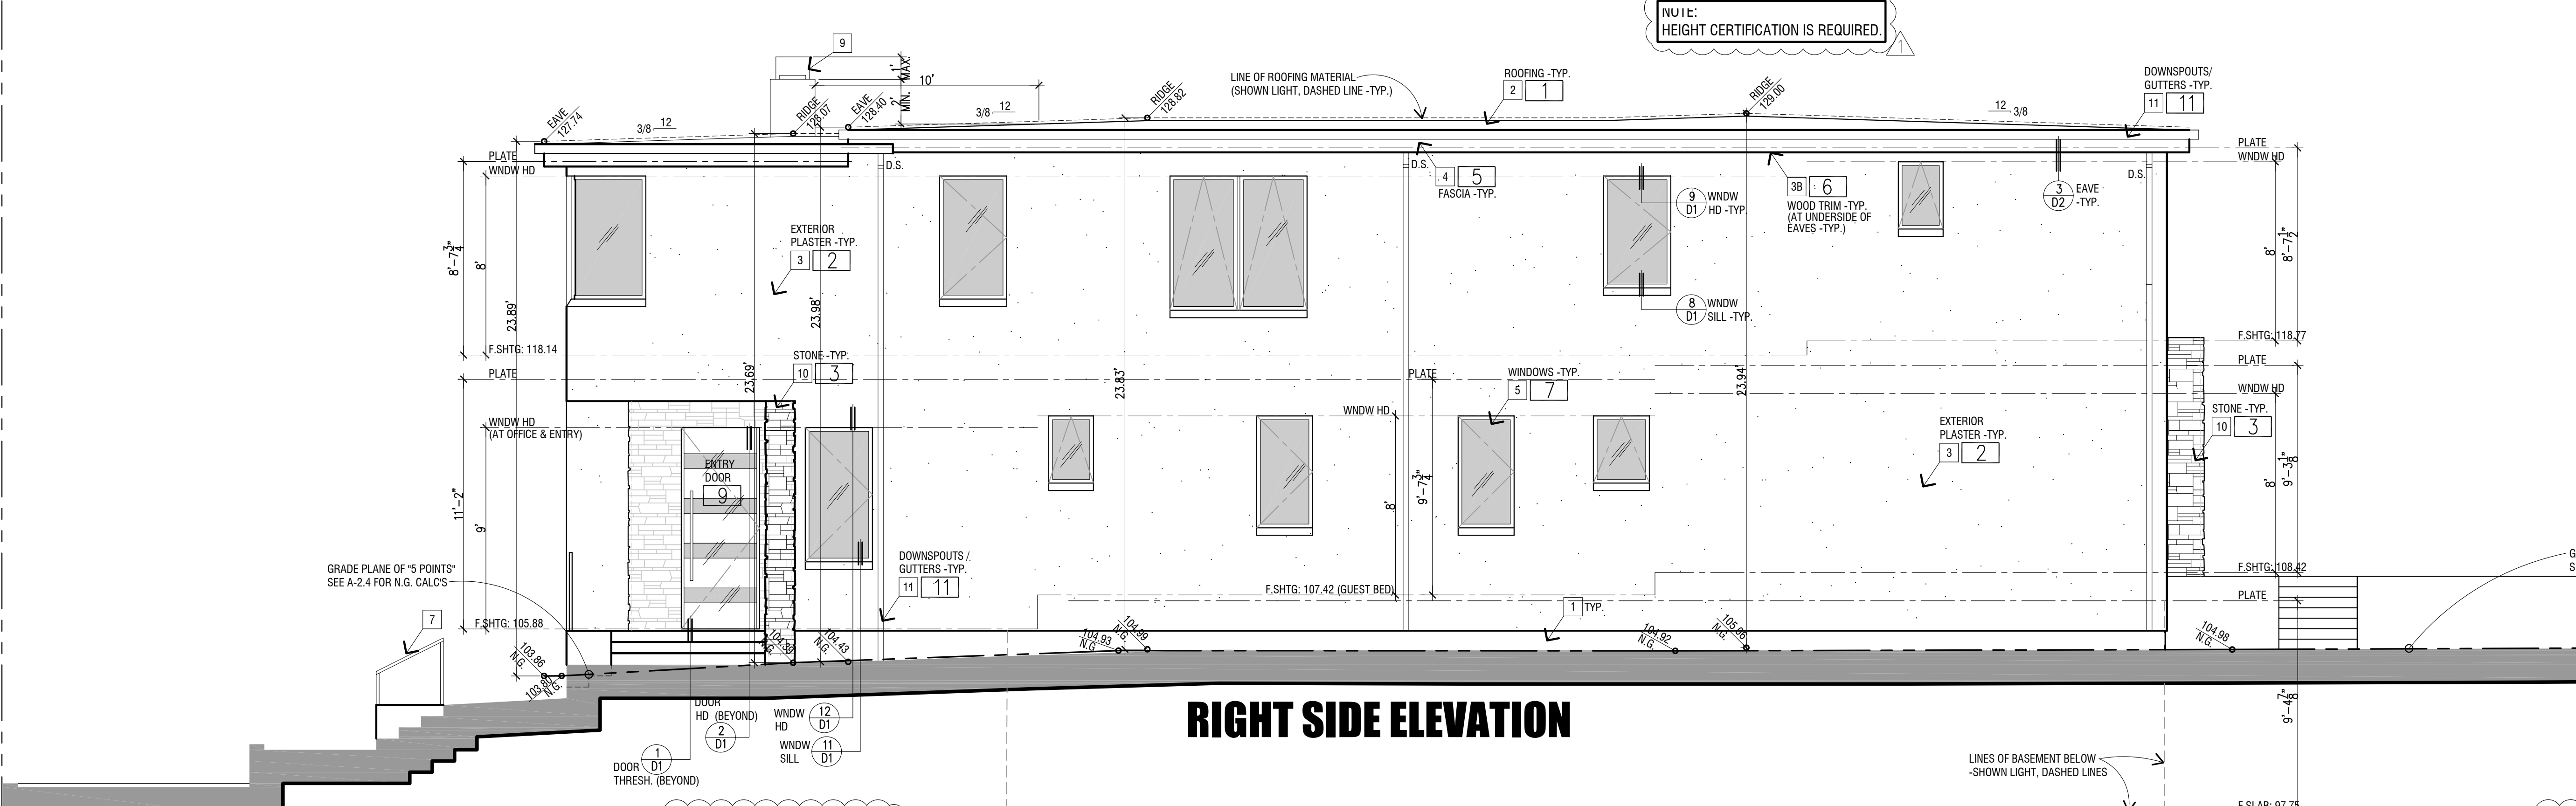 NOTE:
HEIGHT CERTIFICATION IS REQUIRED.
1
9
1'
MAX.
2'
MIN.
10'
LINE OF ROOFING MATERIAL
(SHOWN LIGHT, DASHED LINE -TYP.)
ROOFING -TYP.
2 1
DOWNSPOUTS/
GUTTERS -TYP.
11 11
EAVE
127.74
3/8 12
RIDGE
128.07
EAVE
128.40
3/8 12
RIDGE
128.82
RIDGE
129.00
12 3/8
PLATE
WNDW HD
D.S.
D.S.
4 5
FASCIA -TYP.
9
D1
WNDW
HD -TYP.
3B 6
WOOD TRIM -TYP.
(AT UNDERSIDE OF
EAVES -TYP.)
3
D2
EAVE
-TYP.
D.S.
PLATE
WNDW HD
8'-7 3/4"
8'
23.89'
23.98'
EXTERIOR
PLASTER -TYP.
3 2
8
D1
WNDW
SILL -TYP.
8'
8'-7 1/2"
F.SHTG: 118.14
F.SHTG: 118.77
PLATE
23.69'
STONE -TYP.
10 3
23.83'
PLATE
WINDOWS -TYP.
5 7
23.94'
PLATE
WNDW HD
WNDW HD
(AT OFFICE & ENTRY)
WNDW HD
EXTERIOR
PLASTER -TYP.
3 2
STONE -TYP.
10 3
11'-2"
9'
ENTRY
DOOR
9
8'
9'-7 3/4"
8'
9'-3 1/8"
GRADE PLANE OF "5 POINTS"
SEE A-2.4 FOR N.G. CALC'S
DOWNSPOUTS /
GUTTERS -TYP.
11 11
F.SHTG: 107.42 (GUEST BED)
F.SHTG: 108.42
1 TYP.
PLATE
7
F.SHTG: 105.88
103.86
N.G.
103.80
N.G.
104.39
N.G.
104.43
N.G.
104.93
N.G.
104.99
N.G.
104.92
N.G.
105.06
N.G.
104.98
N.G.
G
S
DOOR
HD (BEYOND)
2
D1
WNDW
HD
12
D1
WNDW
SILL
11
D1
DOOR
THRESH. (BEYOND)
1
D1
RIGHT SIDE ELEVATION
9'-4 7/8"
LINES OF BASEMENT BELOW
-SHOWN LIGHT, DASHED LINES
F.SLAB: 97.75